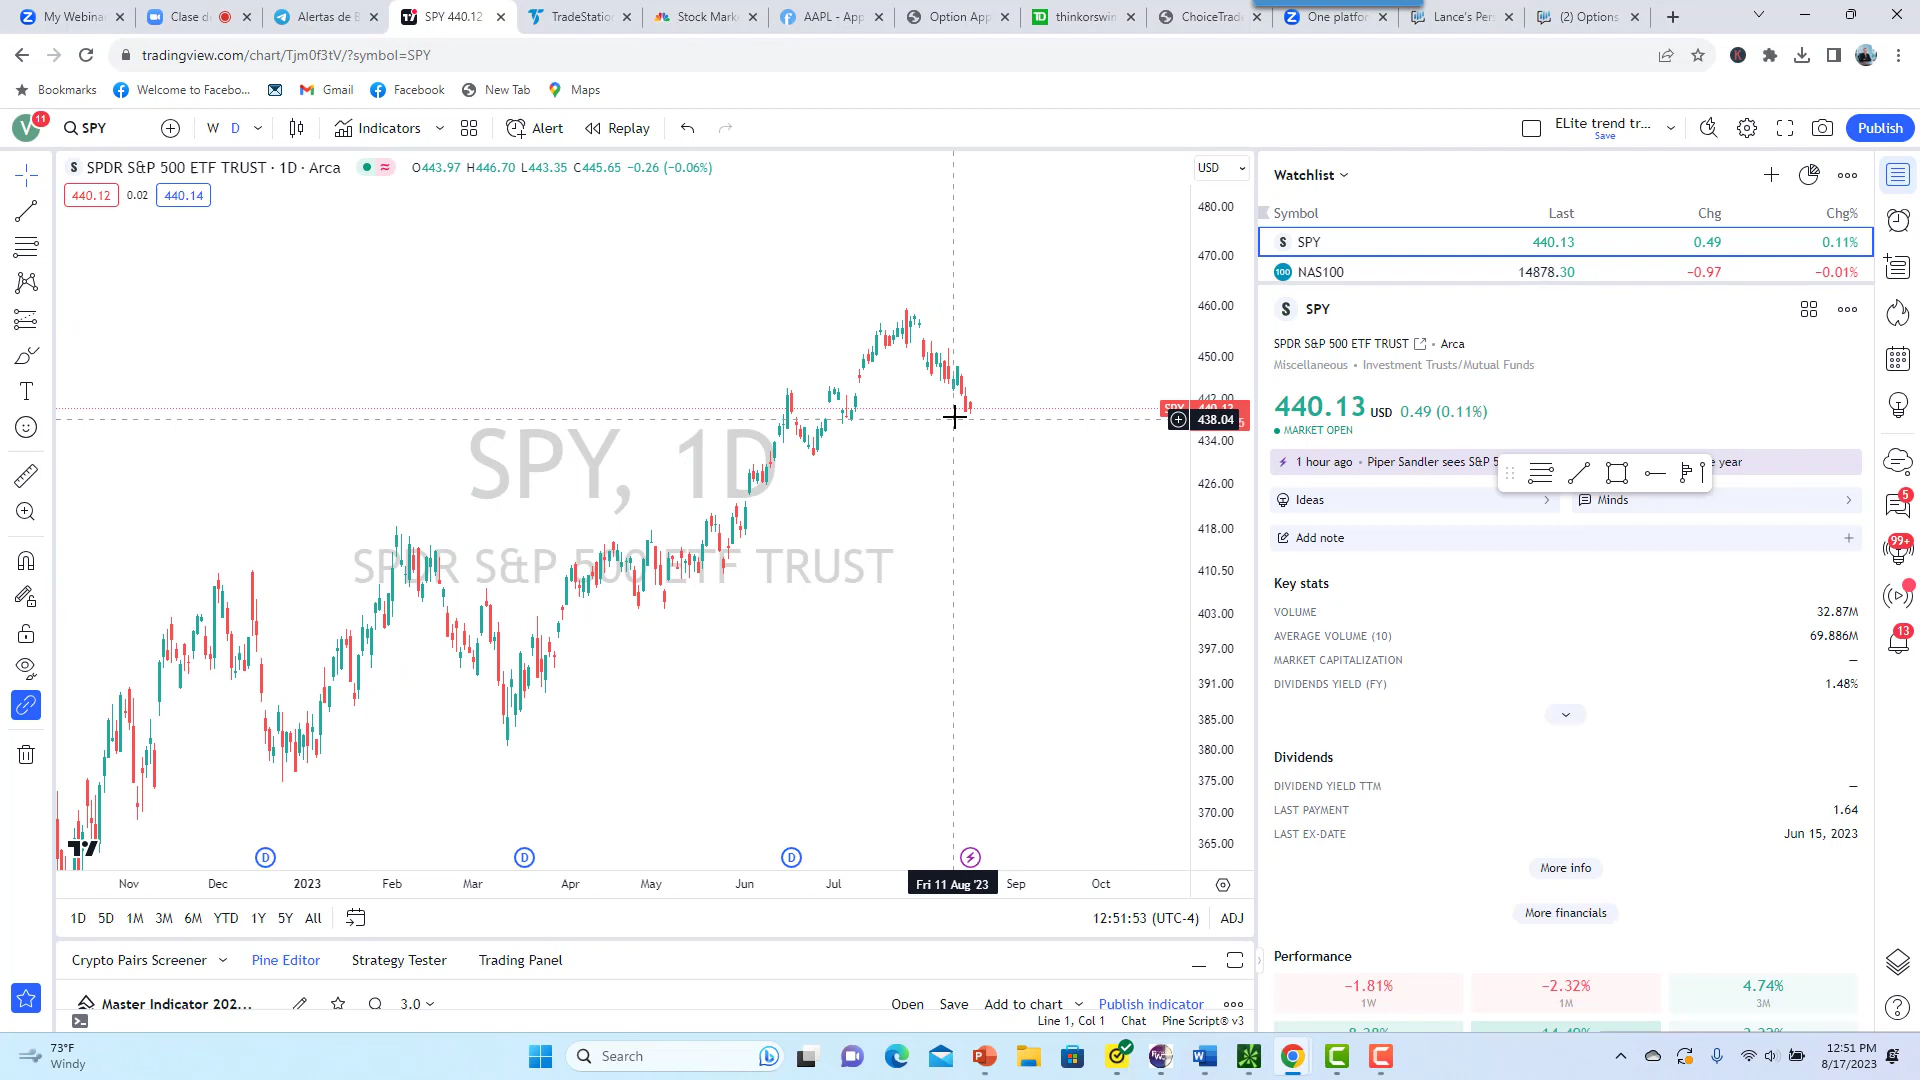 My Webinar
Clase d
Alertas de B
SPY 440.12
TradeStation
Stock Mark
AAPL - App
Option App
thinkorswim
ChoiceTrad
One platfor
Lance's Per
(2) Options
tradingview.com/chart/Tjm0f3tV/?symbol=SPY
Bookmarks
Welcome to Facebo...
Gmail
Facebook
New Tab
Maps
V
11
SPY
W
D
Indicators
Alert
Replay
ELite trend tr...
Save
Publish
S SPDR S&P 500 ETF TRUST · 1D · Arca
O443.97 H446.70 L443.35 C445.65 −0.26 (−0.06%)
USD
440.12
0.02
440.14
480.00
470.00
460.00
450.00
442.00
SPY
440.12
438.04
434.00
426.00
418.00
410.50
403.00
397.00
391.00
385.00
380.00
375.00
370.00
365.00
SPY, 1D
SPDR S&P 500 ETF TRUST
D
D
D
Nov
Dec
2023
Feb
Mar
Apr
May
Jun
Jul
Fri 11 Aug '23
Sep
Oct
1D
5D
1M
3M
6M
YTD
1Y
5Y
All
12:51:53 (UTC-4)
ADJ
Crypto Pairs Screener
Pine Editor
Strategy Tester
Trading Panel
Master Indicator 202...
3.0
Open
Save
Add to chart
Publish indicator
Line 1, Col 1
Chat
Pine Script® v3
Watchlist
Symbol
Last
Chg
Chg%
S SPY
440.13
0.49
0.11%
100 NAS100
14878.30
−0.97
−0.01%
S SPY
SPDR S&P 500 ETF TRUST
• Arca
Miscellaneous • Investment Trusts/Mutual Funds
440.13 USD 0.49 (0.11%)
MARKET OPEN
1 hour ago • Piper Sandler sees S&P 5
e year
Ideas
Minds
Add note
Key stats
VOLUME
32.87M
AVERAGE VOLUME (10)
69.886M
MARKET CAPITALIZATION
—
DIVIDENDS YIELD (FY)
1.48%
Dividends
DIVIDEND YIELD TTM
—
LAST PAYMENT
1.64
LAST EX-DATE
Jun 15, 2023
More info
More financials
Performance
−1.81%
1W
−2.32%
1M
4.74%
3M
5
99+
13
73°F
Windy
Search
12:51 PM
8/17/2023